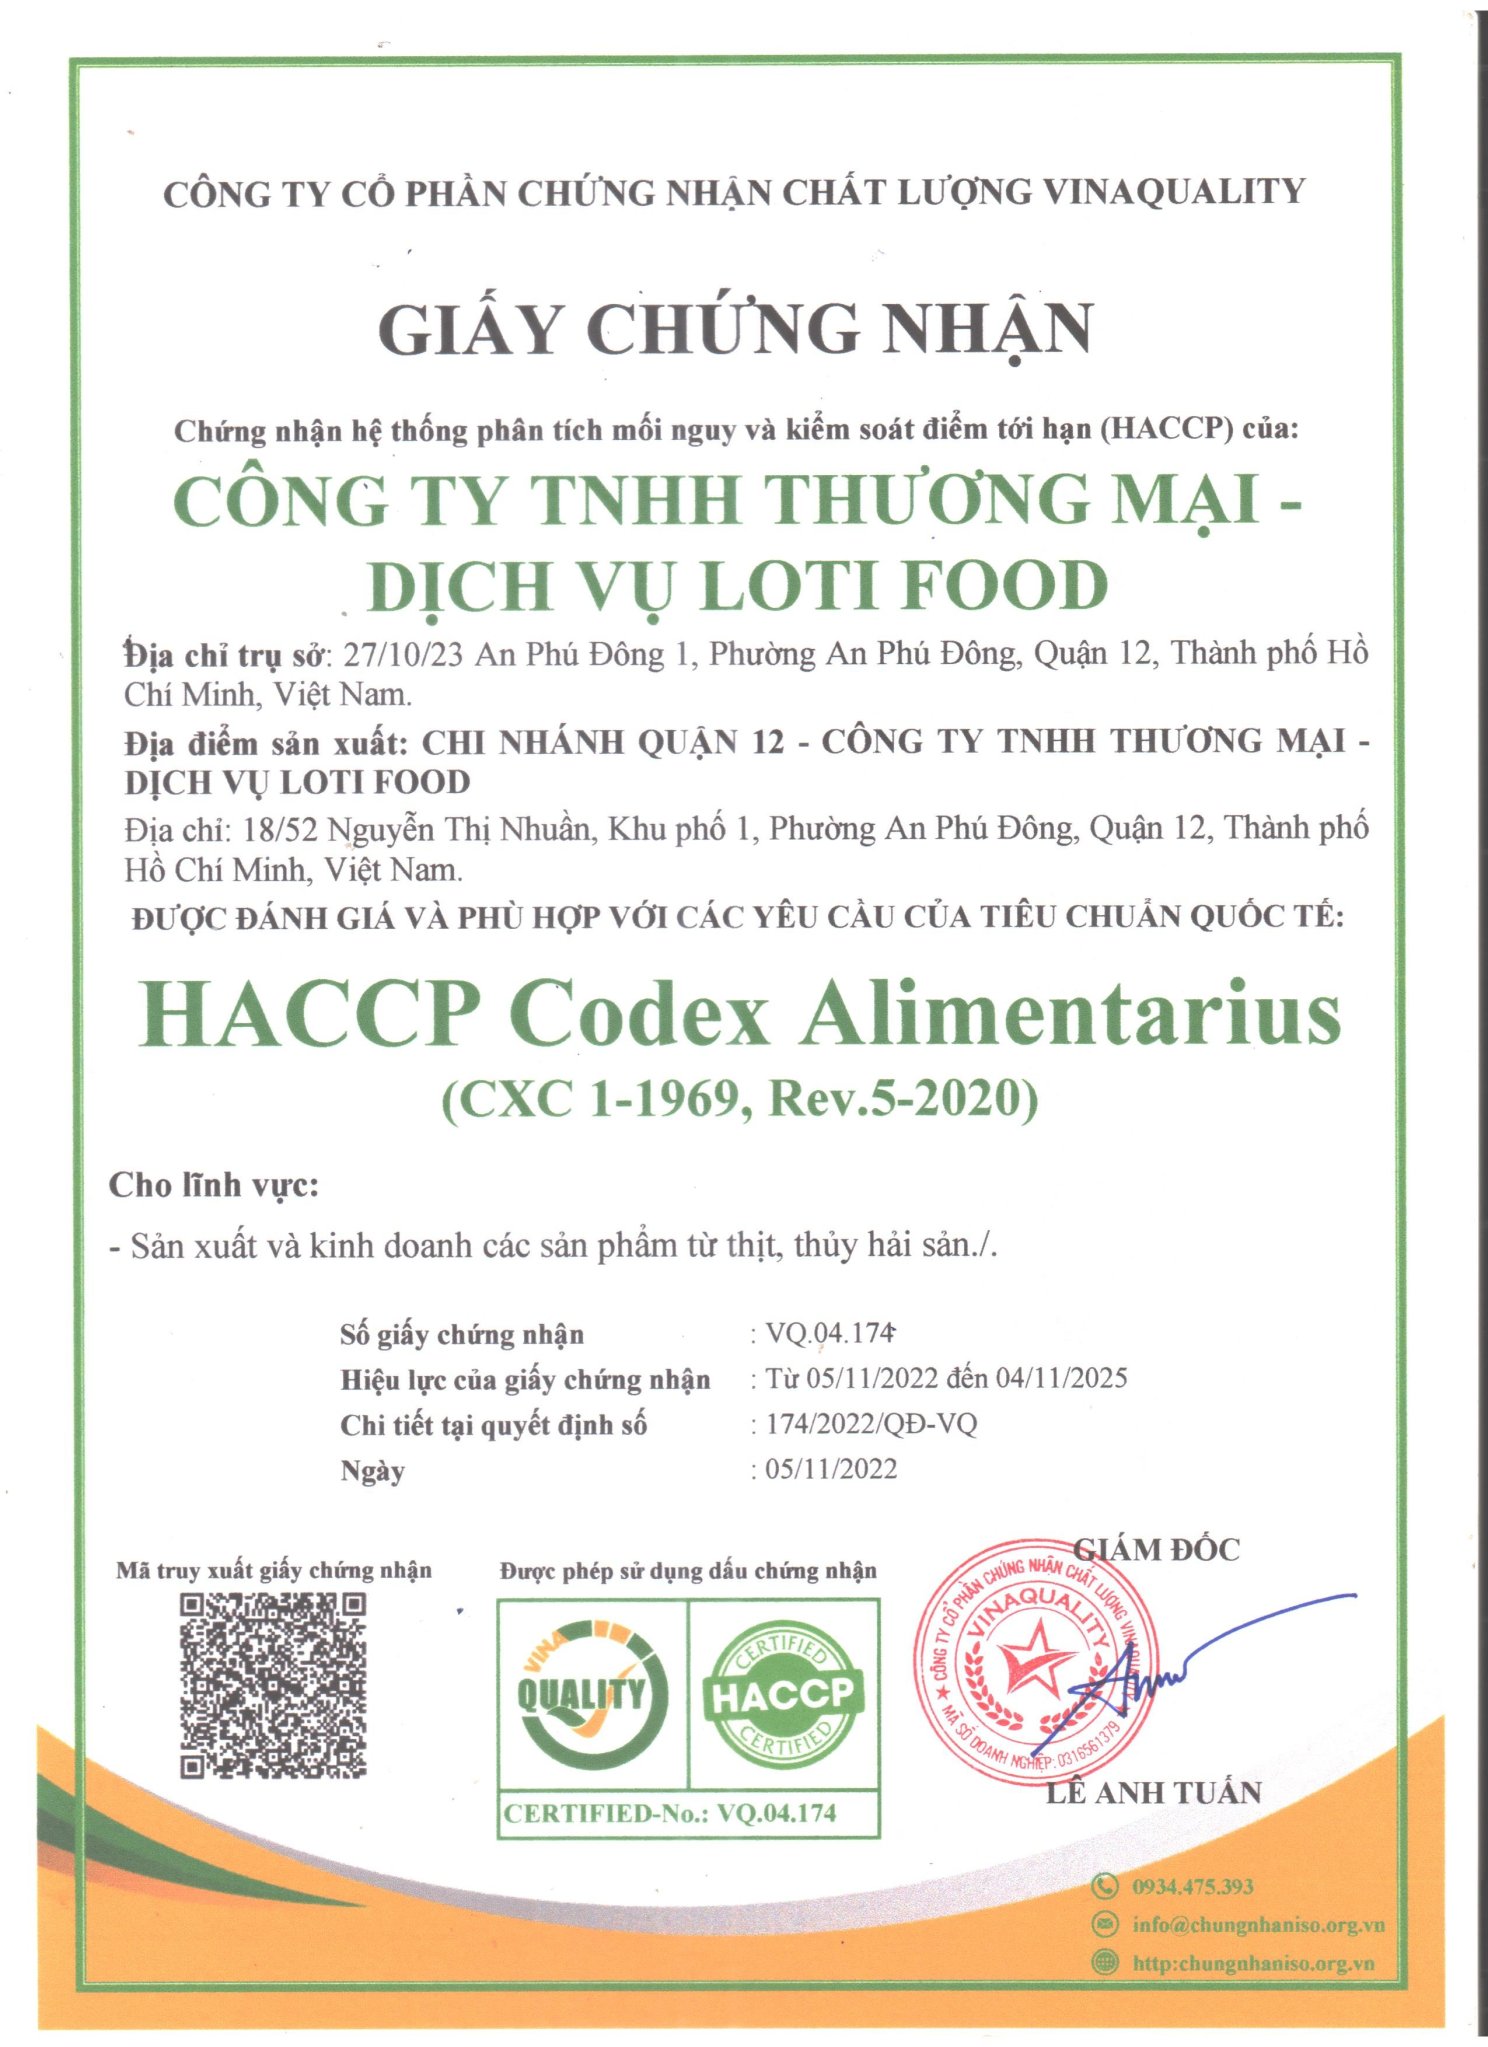 CÔNG TY CỔ PHẦN CHỨNG NHẬN CHẤT LƯỢNG VINAQUALITY
GIẤY CHỨNG NHẬN
Chứng nhận hệ thống phân tích mối nguy và kiểm soát điểm tới hạn (HACCP) của:
CÔNG TY TNHH THƯƠNG MẠI -
DỊCH VỤ LOTI FOOD
Địa chỉ trụ sở: 27/10/23 An Phú Đông 1, Phường An Phú Đông, Quận 12, Thành phố Hồ
Chí Minh, Việt Nam.
Địa điểm sản xuất: CHI NHÁNH QUẬN 12 - CÔNG TY TNHH THƯƠNG MẠI -
DỊCH VỤ LOTI FOOD
Địa chỉ: 18/52 Nguyễn Thị Nhuần, Khu phố 1, Phường An Phú Đông, Quận 12, Thành phố
Hồ Chí Minh, Việt Nam.
ĐƯỢC ĐÁNH GIÁ VÀ PHÙ HỢP VỚI CÁC YÊU CẦU CỦA TIÊU CHUẨN QUỐC TẾ:
HACCP Codex Alimentarius
(CXC 1-1969, Rev.5-2020)
Cho lĩnh vực:
- Sản xuất và kinh doanh các sản phẩm từ thịt, thủy hải sản./.
Số giấy chứng nhận : VQ.04.174
Hiệu lực của giấy chứng nhận : Từ 05/11/2022 đến 04/11/2025
Chi tiết tại quyết định số : 174/2022/QĐ-VQ
Ngày : 05/11/2022
Mã truy xuất giấy chứng nhận
Được phép sử dụng dấu chứng nhận
VINA
QUALITY
CERTIFIED
HACCP
CERTIFIED
CERTIFIED-No.: VQ.04.174
GIÁM ĐỐC
CÔNG TY CỔ PHẦN CHỨNG NHẬN CHẤT LƯỢNG VINAQUALITY
VINAQUALITY
MÃ SỐ DOANH NGHIỆP: 0316561379
LÊ ANH TUẤN
0934.475.393
info@chungnhaniso.org.vn
http:chungnhaniso.org.vn